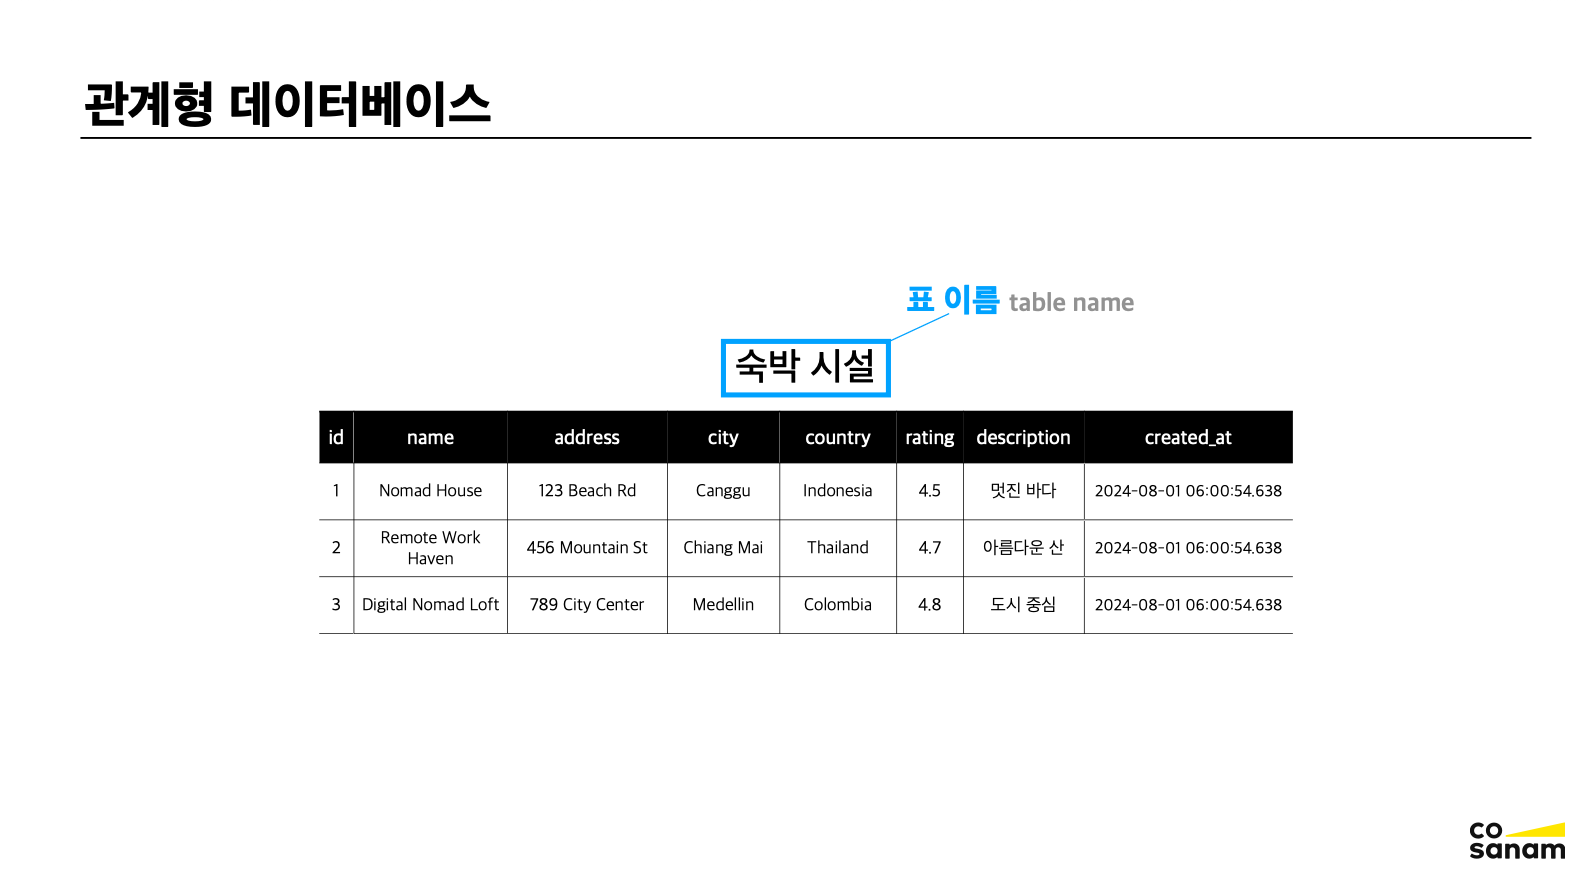 관계형 데이터베이스
표 이름 table name
숙박 시설
id name address city country rating description created_at
1 Nomad House 123 Beach Rd Canggu Indonesia 4.5 멋진 바다 2024-08-01 06:00:54.638
2 Remote Work Haven 456 Mountain St Chiang Mai Thailand 4.7 아름다운 산 2024-08-01 06:00:54.638
3 Digital Nomad Loft 789 City Center Medellin Colombia 4.8 도시 중심 2024-08-01 06:00:54.638
co
sanam